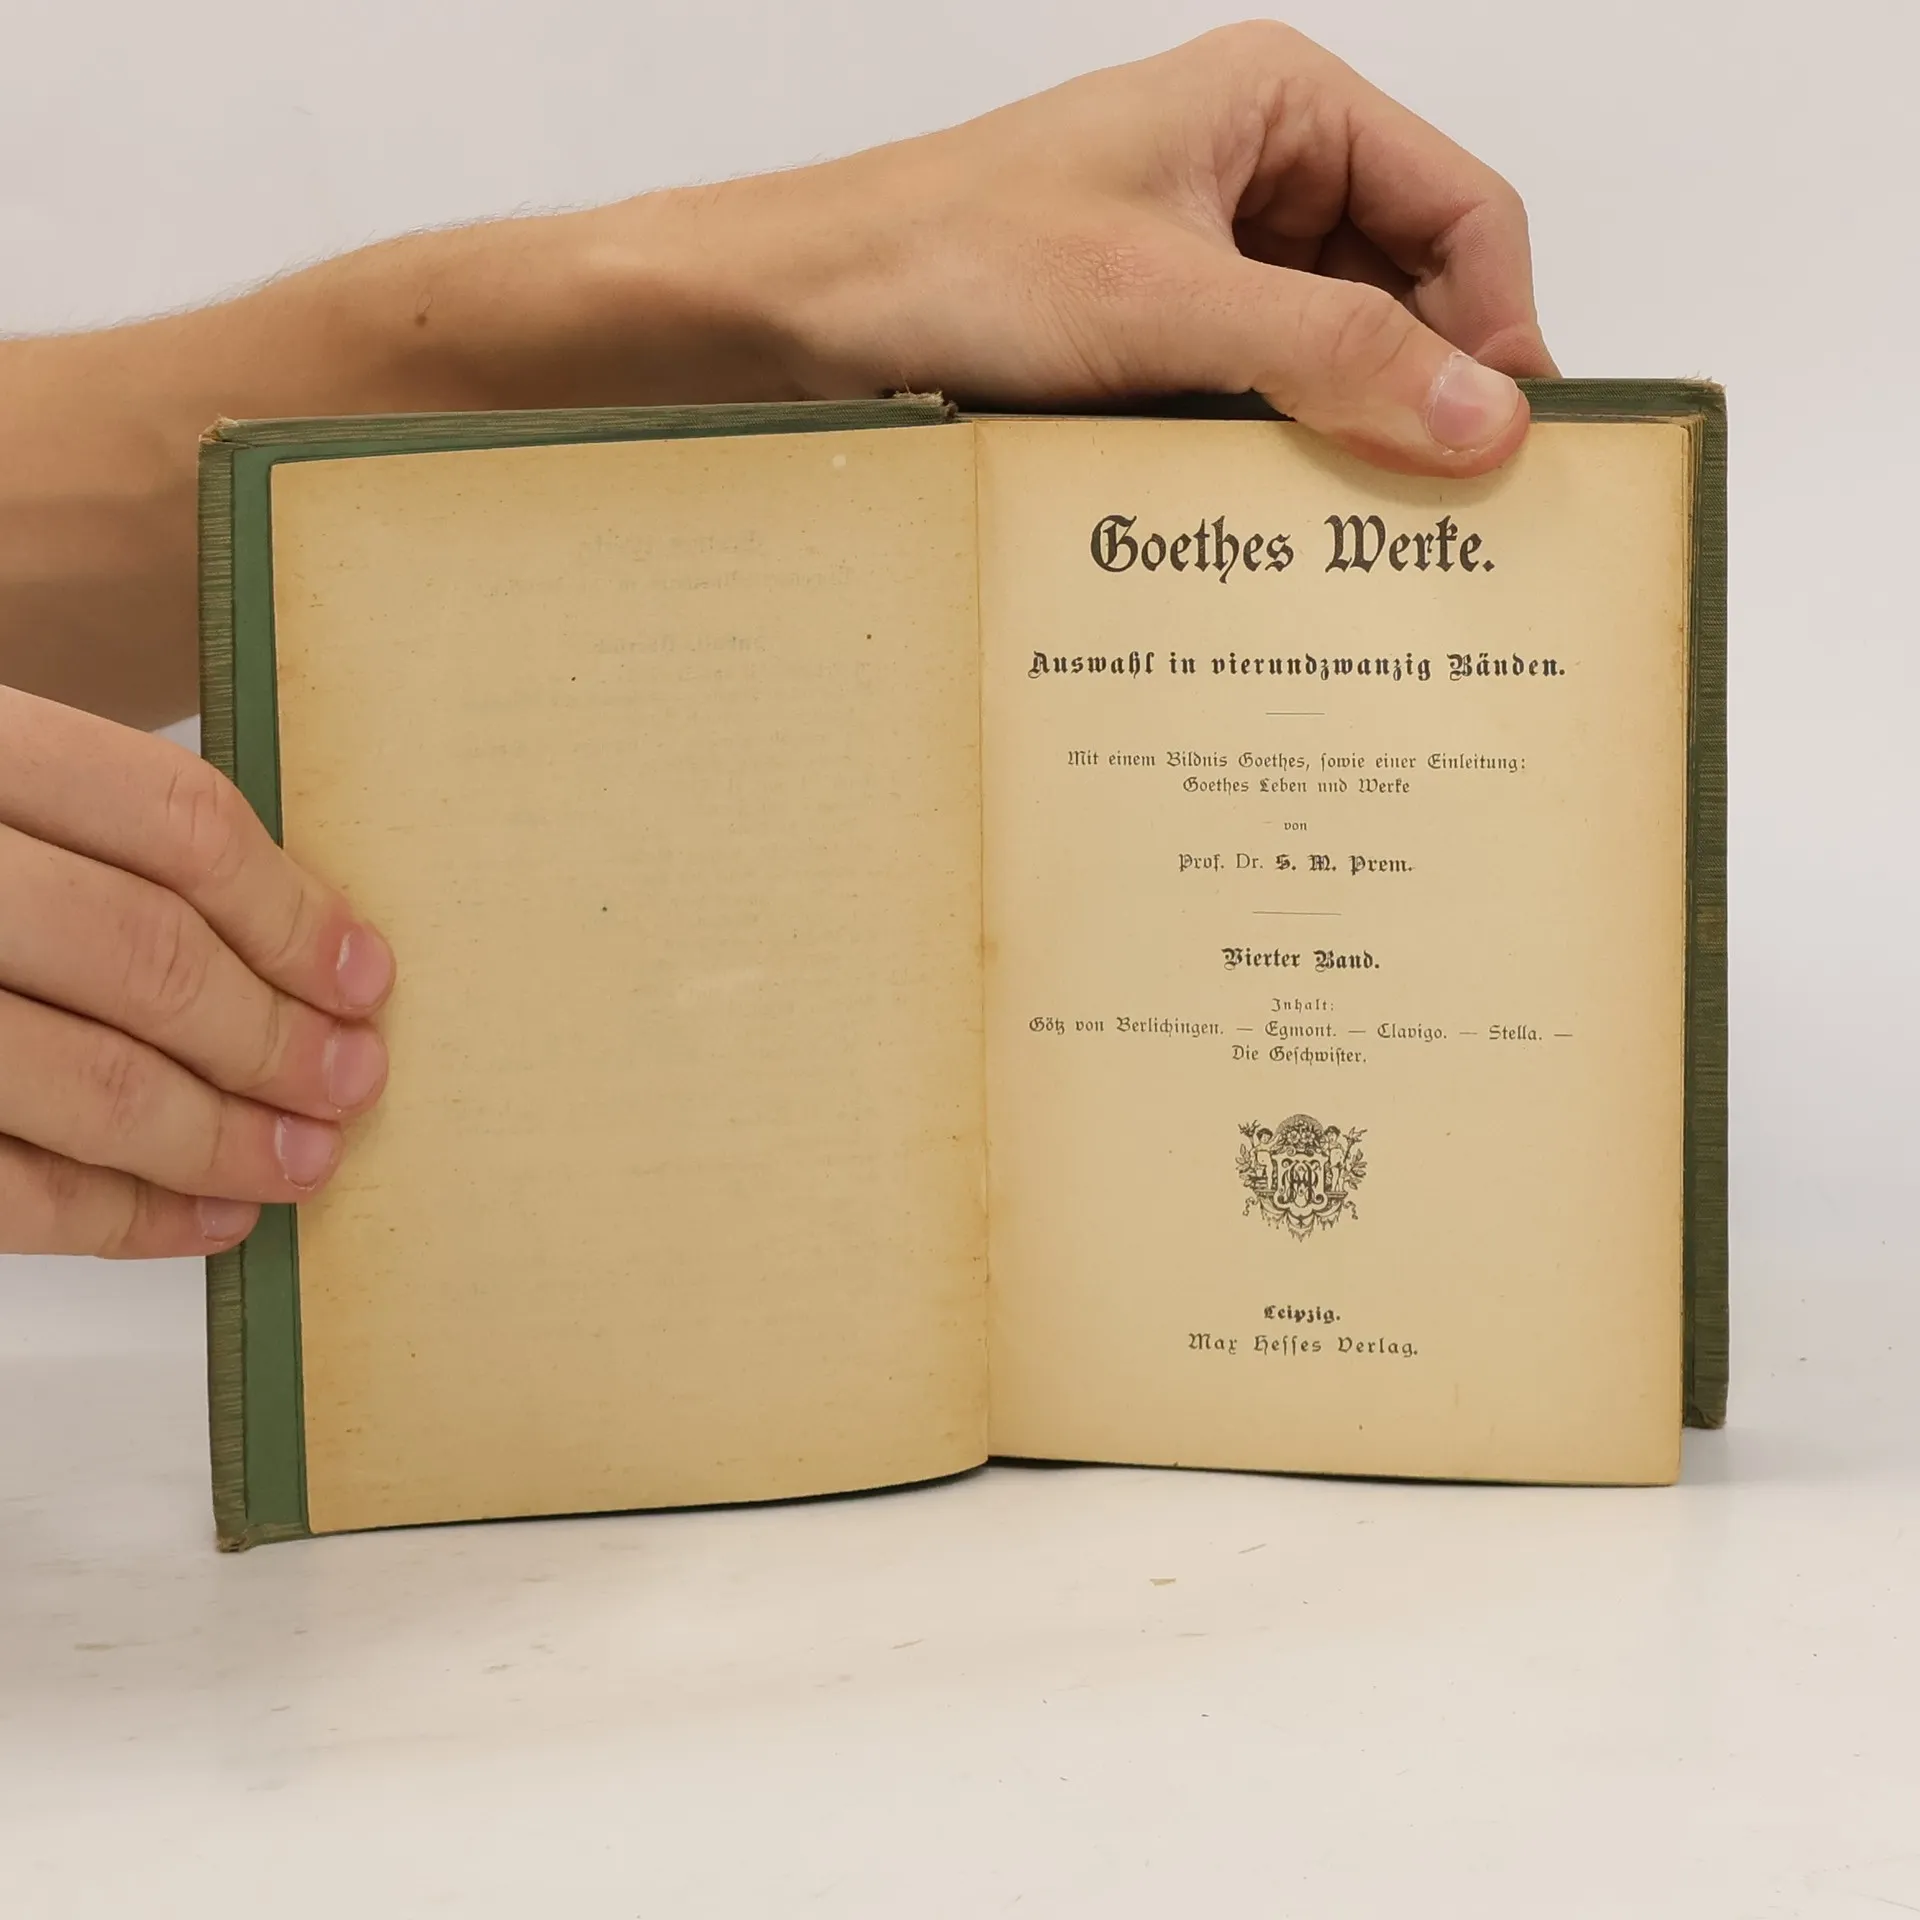 Goethes Werke.
Auswahl in vierundzwanzig Bänden.
Mit einem Bildnis Goethes, sowie einer Einleitung:
Goethes Leben und Werke
von
Prof. Dr. S. M. Prem.
Vierter Band.
Inhalt:
Götz von Berlichingen. — Egmont. — Clavigo. — Stella. —
Die Geschwister.
Leipzig.
Max Hesses Verlag.